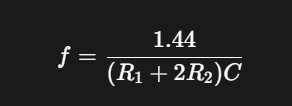 f = 1.44 / (R₁ + 2R₂)C